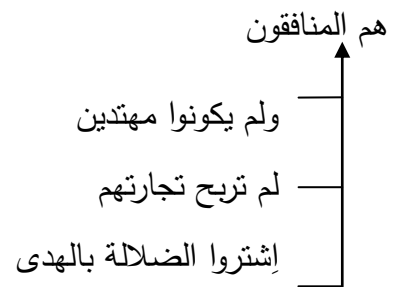 هم المنافقون
ولم يكونوا مهتدين
لم تربح تجارتهم
اِشتروا الضلالة بالهدى